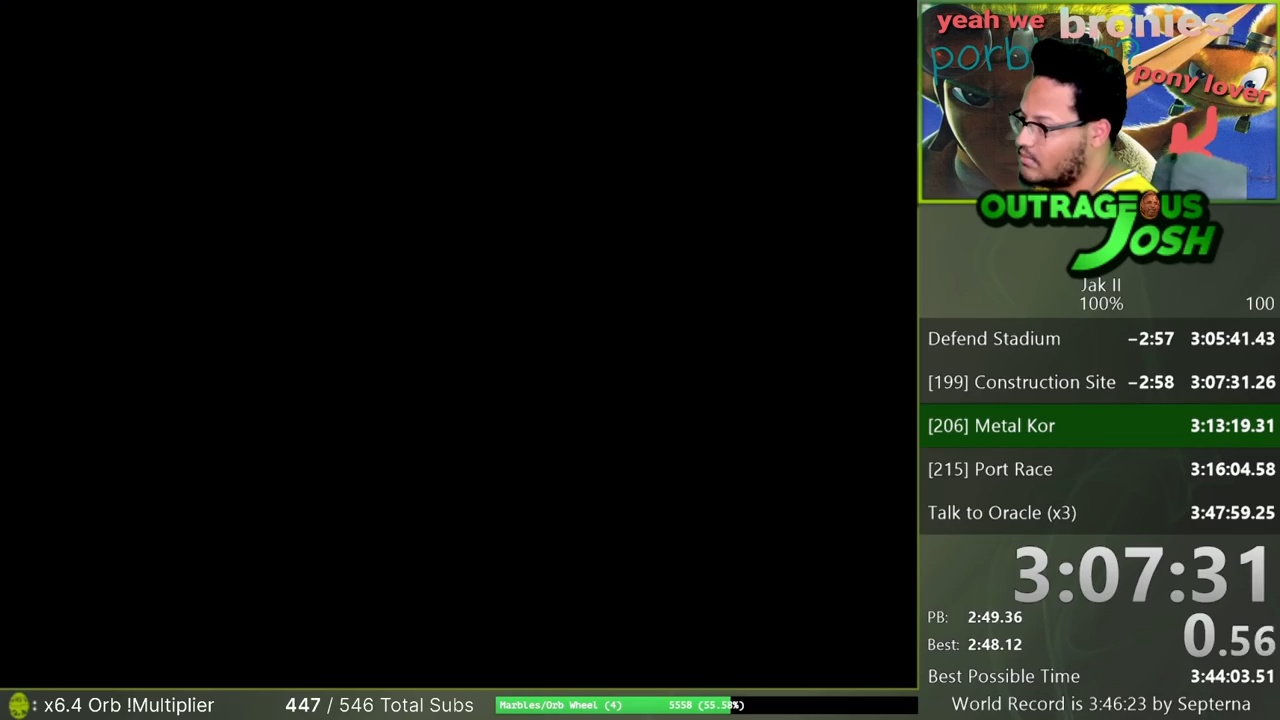 yeah we bronies
pony lover
OUTRAGEOUS
JOSH
Jak II
100% 100
Defend Stadium −2:57 3:05:41.43
[199] Construction Site −2:58 3:07:31.26
[206] Metal Kor 3:13:19.31
[215] Port Race 3:16:04.58
Talk to Oracle (x3) 3:47:59.25
3:07:31
PB: 2:49.36
0.56
Best: 2:48.12
Best Possible Time 3:44:03.51
World Record is 3:46:23 by Septerna
: x6.4 Orb !Multiplier 447 / 546 Total Subs Marbles/Orb Wheel (4) 5558 (55.58%)